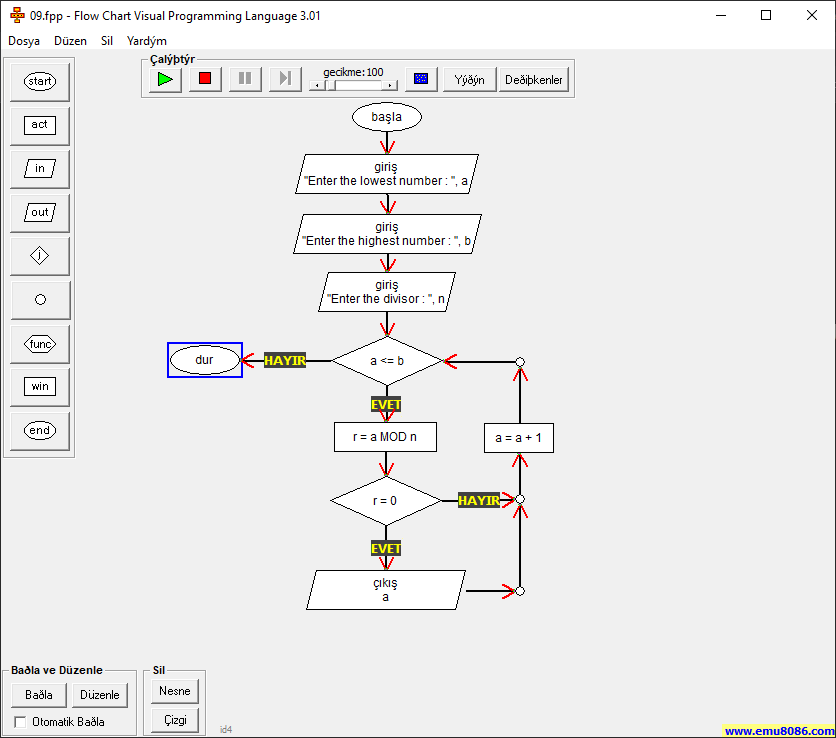 09.fpp - Flow Chart Visual Programming Language 3.01
Dosya Düzen Sil Yardým
Çalýþtýr
gecikme:100
Yýðýn
Deðiþkenler
start
act
in
out
j
func
win
end
başla
giriş
"Enter the lowest number : ", a
giriş
"Enter the highest number : ", b
giriş
"Enter the divisor : ", n
dur
HAYIR
a <= b
EVET
r = a MOD n
a = a + 1
r = 0
HAYIR
EVET
çıkış
a
Baðla ve Düzenle
Baðla
Düzenle
Otomatik Baðla
Sil
Nesne
Çizgi
id4
www.emu8086.com